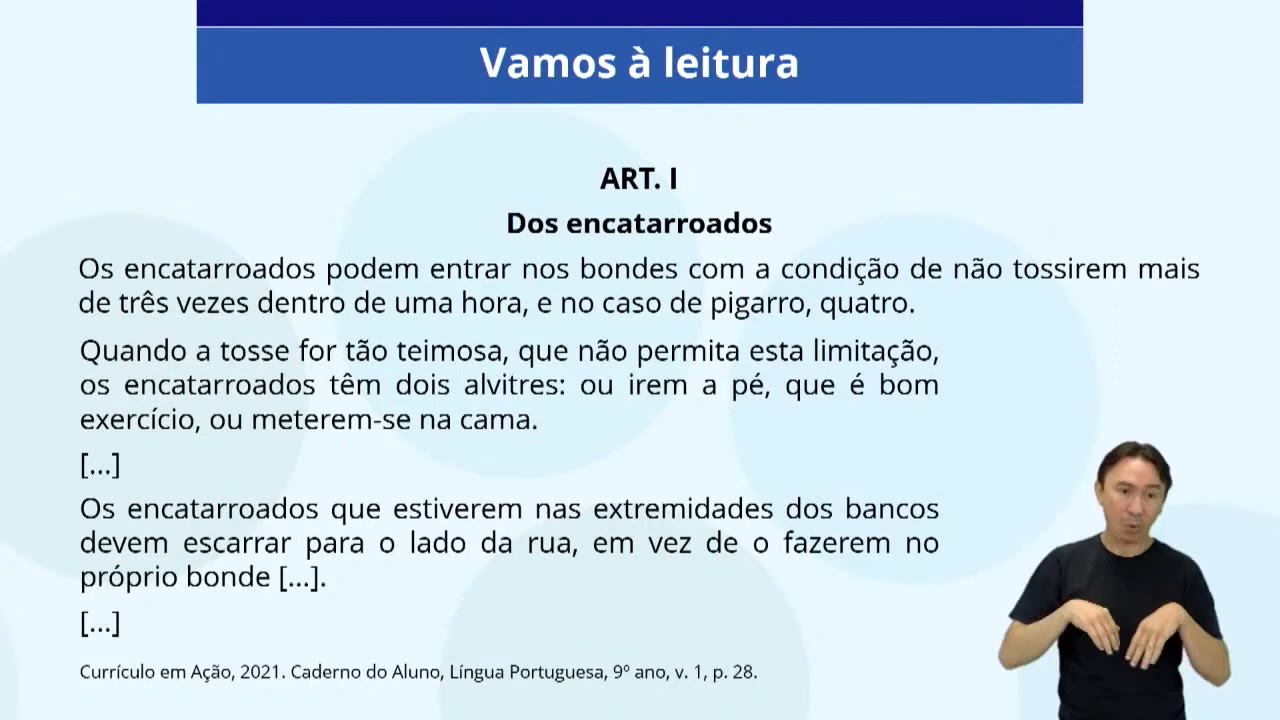 Vamos à leitura
ART. I
Dos encatarroados
Os encatarroados podem entrar nos bondes com a condição de não tossirem mais
de três vezes dentro de uma hora, e no caso de pigarro, quatro.
Quando a tosse for tão teimosa, que não permita esta limitação,
os encatarroados têm dois alvitres: ou irem a pé, que é bom
exercício, ou meterem-se na cama.
[...]
Os encatarroados que estiverem nas extremidades dos bancos
devem escarrar para o lado da rua, em vez de o fazerem no
próprio bonde [...].
[...]
Currículo em Ação, 2021. Caderno do Aluno, Língua Portuguesa, 9º ano, v. 1, p. 28.